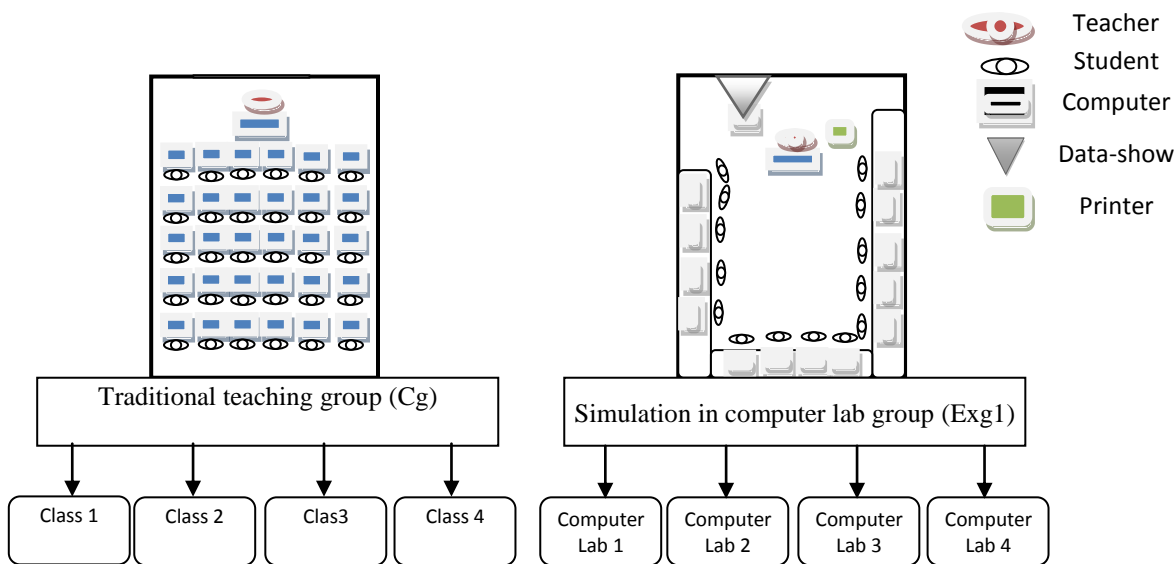 Teacher
Student
Computer
Data-show
Printer
Traditional teaching group (Cg)
Simulation in computer lab group (Exg1)
Class 1
Class 2
Clas3
Class 4
Computer
Lab 1
Computer
Lab 2
Computer
Lab 3
Computer
Lab 4